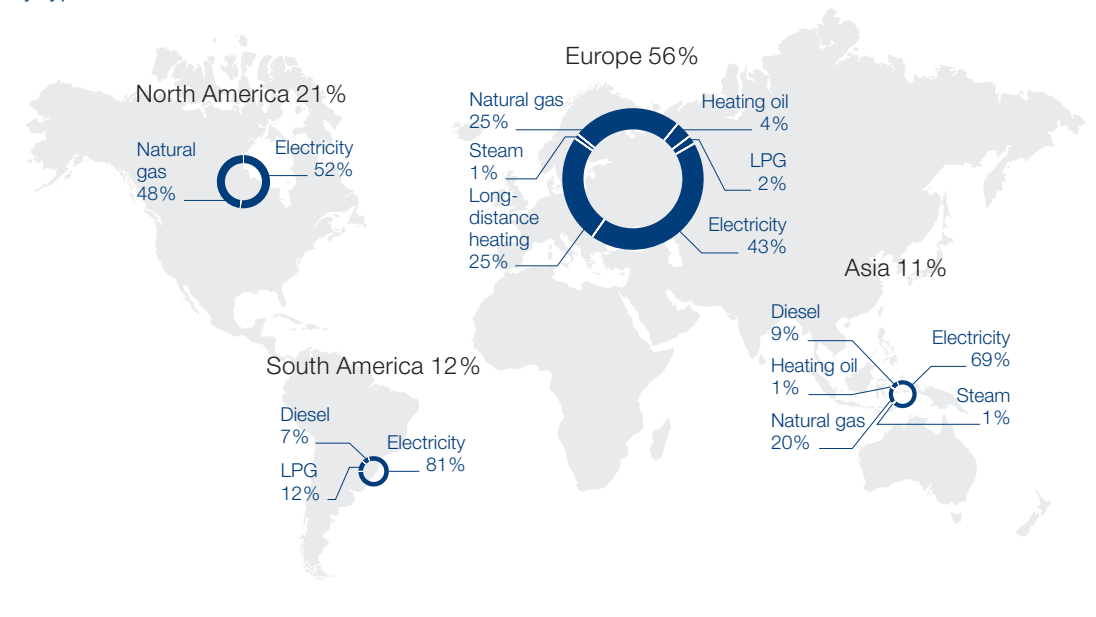 Europe 56%
North America 21%
Natural gas
25%
Heating oil
4%
Steam
1%
LPG
2%
Long-
distance
heating
25%
Electricity
43%
Natural
gas
48%
Electricity
52%
Asia 11%
Diesel
9%
Electricity
69%
Heating oil
1%
Steam
1%
Natural gas
20%
South America 12%
Diesel
7%
Electricity
81%
LPG
12%